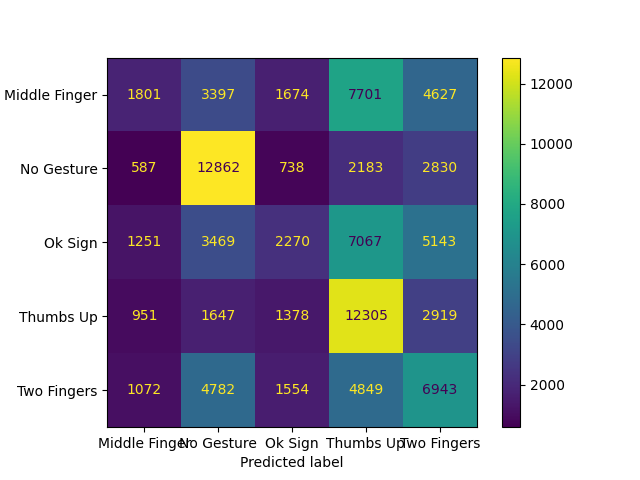 Middle Finger 1801 3397 1674 7701 4627
12000
No Gesture 587 12862 738 2183 2830
10000
8000
Ok Sign 1251 3469 2270 7067 5143
6000
Thumbs Up 951 1647 1378 12305 2919
4000
Two Fingers 1072 4782 1554 4849 6943
2000
Middle Finger No Gesture Ok Sign Thumbs Up Two Fingers
Predicted label